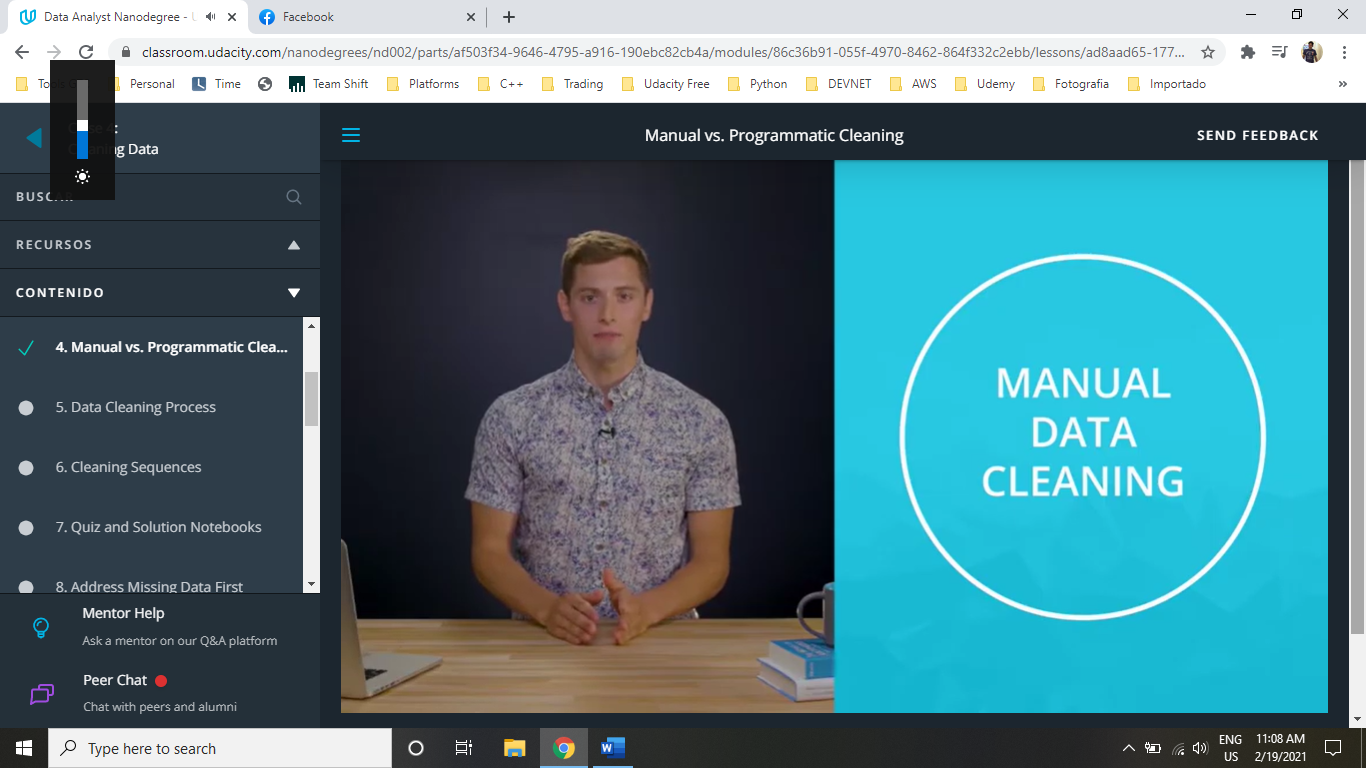 Data Analyst Nanodegree - U
Facebook
classroom.udacity.com/nanodegrees/nd002/parts/af503f34-9646-4795-a916-190ebc82cb4a/modules/86c36b91-055f-4970-8462-864f332c2ebb/lessons/ad8aad65-177...
Personal
Time
Team Shift
Platforms
C++
Trading
Udacity Free
Python
DEVNET
AWS
Udemy
Fotografia
Importado
»
4:
Cleaning Data
Manual vs. Programmatic Cleaning
SEND FEEDBACK
BUSCAR
RECURSOS
CONTENIDO
4. Manual vs. Programmatic Clea...
5. Data Cleaning Process
6. Cleaning Sequences
7. Quiz and Solution Notebooks
8. Address Missing Data First
Mentor Help
Ask a mentor on our Q&A platform
Peer Chat
Chat with peers and alumni
MANUAL
DATA
CLEANING
Type here to search
ENG
US
11:08 AM
2/19/2021